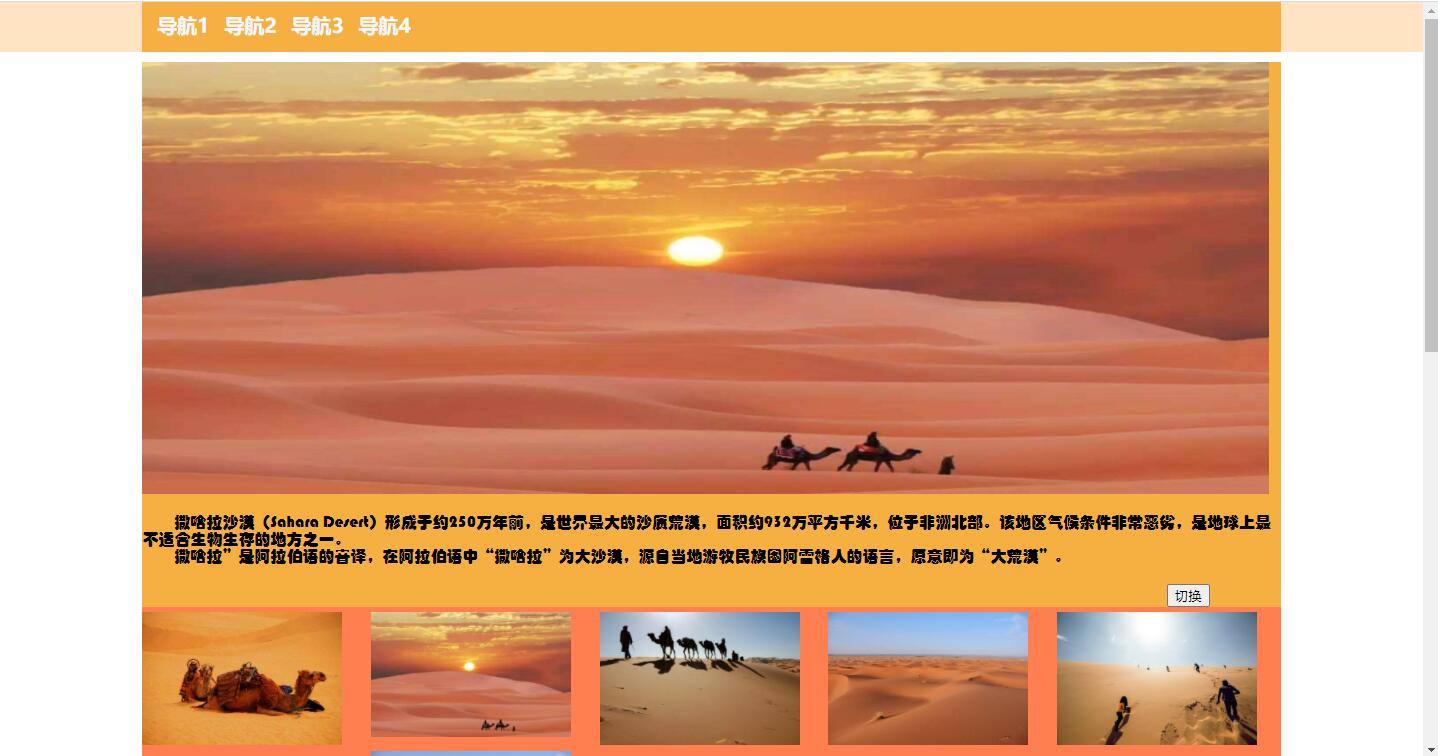 导航1 导航2 导航3 导航4
撒哈拉沙漠（Sahara Desert）形成于约250万年前，是世界最大的沙质荒漠，面积约932万平方千米，位于非洲北部。该地区气候条件非常恶劣，是地球上最
不适合生物生存的地方之一。
撒哈拉”是阿拉伯语的音译，在阿拉伯语中“撒哈拉”为大沙漠，源自当地游牧民族图阿雷格人的语言，愿意即为“大荒漠”。
切换